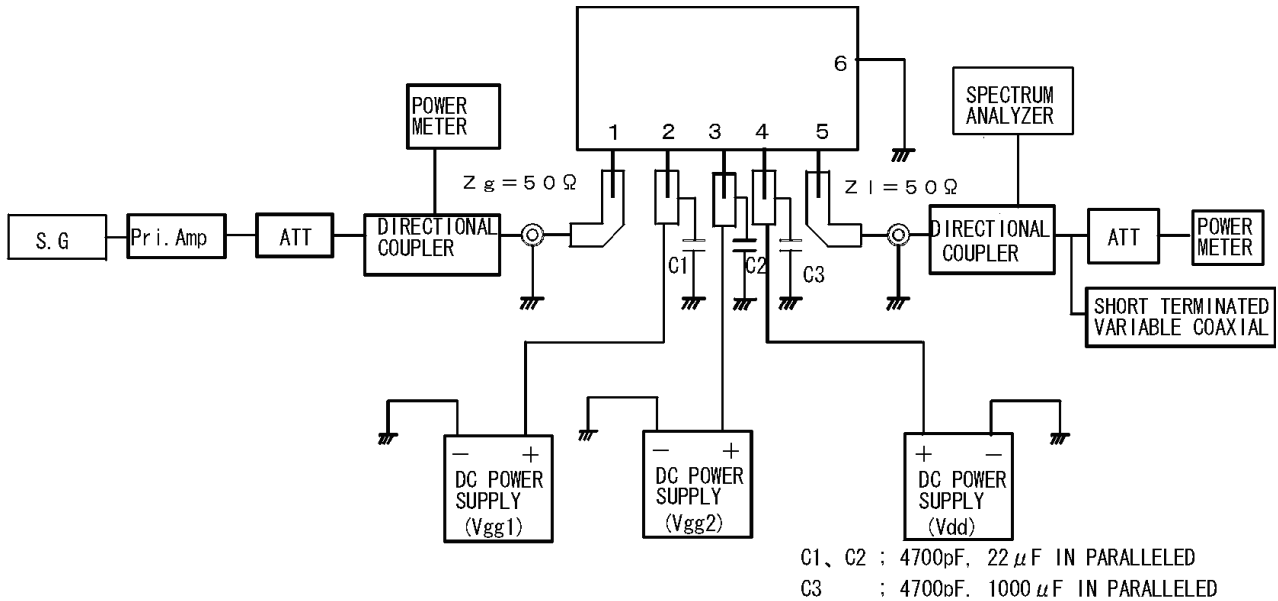 6
POWER
METER
SPECTRUM
ANALYZER
1 2 3 4 5
Zg=50Ω
Zl=50Ω
S.G
Pri.Amp
ATT
DIRECTIONAL
COUPLER
DIRECTIONAL
COUPLER
ATT
POWER
METER
C1
C2
C3
SHORT TERMINATED
VARIABLE COAXIAL
− +
DC POWER
SUPPLY
(Vgg1)
− +
DC POWER
SUPPLY
(Vgg2)
+ −
DC POWER
SUPPLY
(Vdd)
C1、C2 ; 4700pF, 22μF IN PARALLELED
C3 ; 4700pF, 1000μF IN PARALLELED